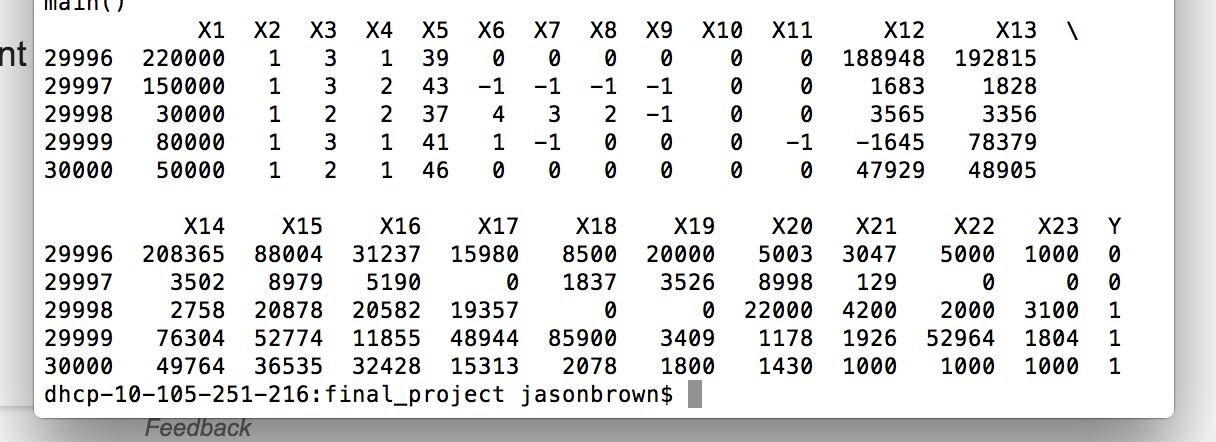 main()
X1 X2 X3 X4 X5 X6 X7 X8 X9 X10 X11 X12 X13 \
29996 220000 1 3 1 39 0 0 0 0 0 0 188948 192815
nt
29997 150000 1 3 2 43 -1 -1 -1 -1 0 0 1683 1828
29998 30000 1 2 2 37 4 3 2 -1 0 0 3565 3356
29999 80000 1 3 1 41 1 -1 0 0 0 -1 -1645 78379
30000 50000 1 2 1 46 0 0 0 0 0 0 47929 48905
X14 X15 X16 X17 X18 X19 X20 X21 X22 X23 Y
29996 208365 88004 31237 15980 8500 20000 5003 3047 5000 1000 0
29997 3502 8979 5190 0 1837 3526 8998 129 0 0 0
29998 2758 20878 20582 19357 0 0 22000 4200 2000 3100 1
29999 76304 52774 11855 48944 85900 3409 1178 1926 52964 1804 1
30000 49764 36535 32428 15313 2078 1800 1430 1000 1000 1000 1
dhcp-10-105-251-216:final_project jasonbrown$
Feedback